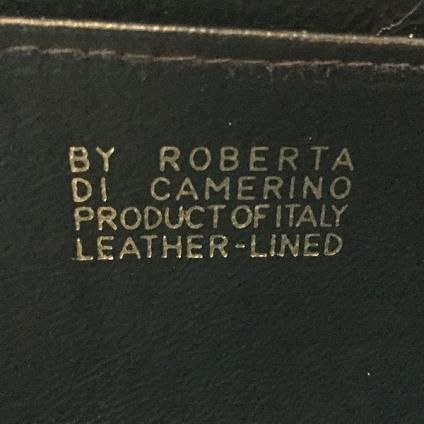 BY ROBERTA
DI CAMERINO
PRODUCT OF ITALY
LEATHER-LINED